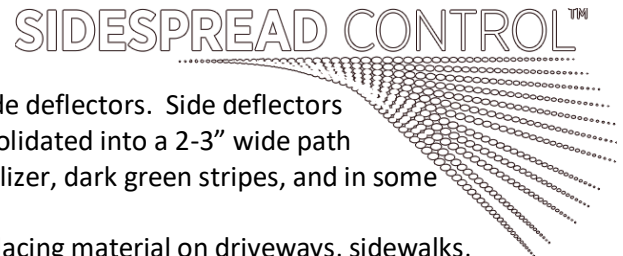 SIDESPREAD CONTROL™
de deflectors. Side deflectors
olidated into a 2-3” wide path
lizer, dark green stripes, and in some
acing material on driveways, sidewalks,